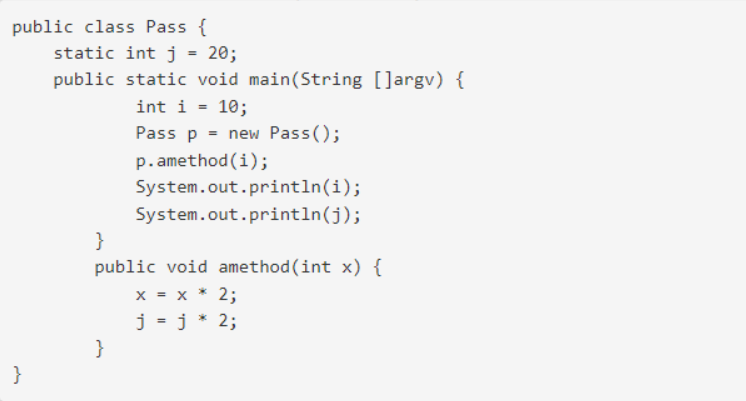 public class Pass {
    static int j = 20;
    public static void main(String []argv) {
            int i = 10;
            Pass p = new Pass();
            p.amethod(i);
            System.out.println(i);
            System.out.println(j);
        }
        public void amethod(int x) {
            x = x * 2;
            j = j * 2;
        }
}